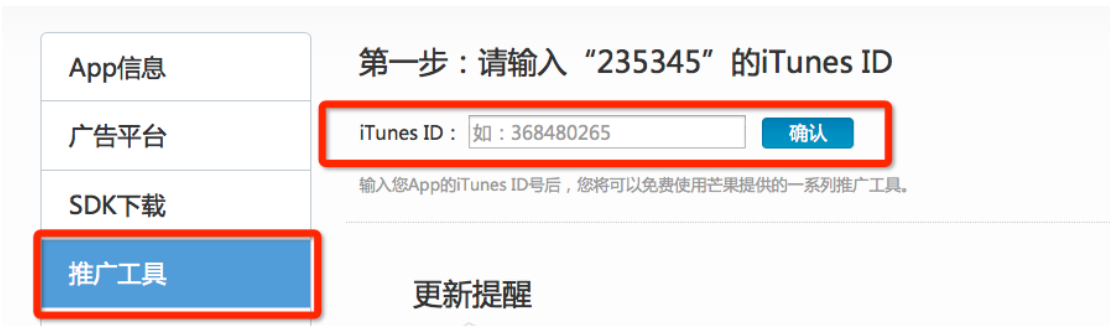 App信息
广告平台
SDK下载
推广工具
第一步：请输入“235345”的iTunes ID
iTunes ID： 如：368480265 确认
输入您App的iTunes ID号后，您将可以免费使用芒果提供的一系列推广工具。
更新提醒